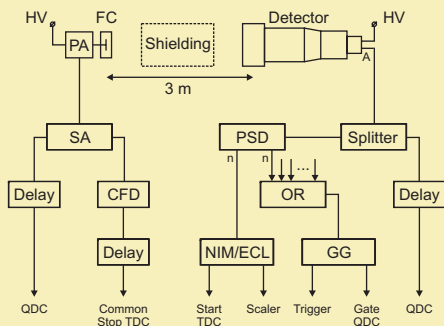 HV
FC
Detector
HV
PA
Shielding
A
3 m
SA
PSD
Splitter
n
n
...
Delay
CFD
OR
Delay
Delay
NIM/ECL
GG
QDC
Common
Stop TDC
Start
TDC
Scaler
Trigger
Gate
QDC
QDC